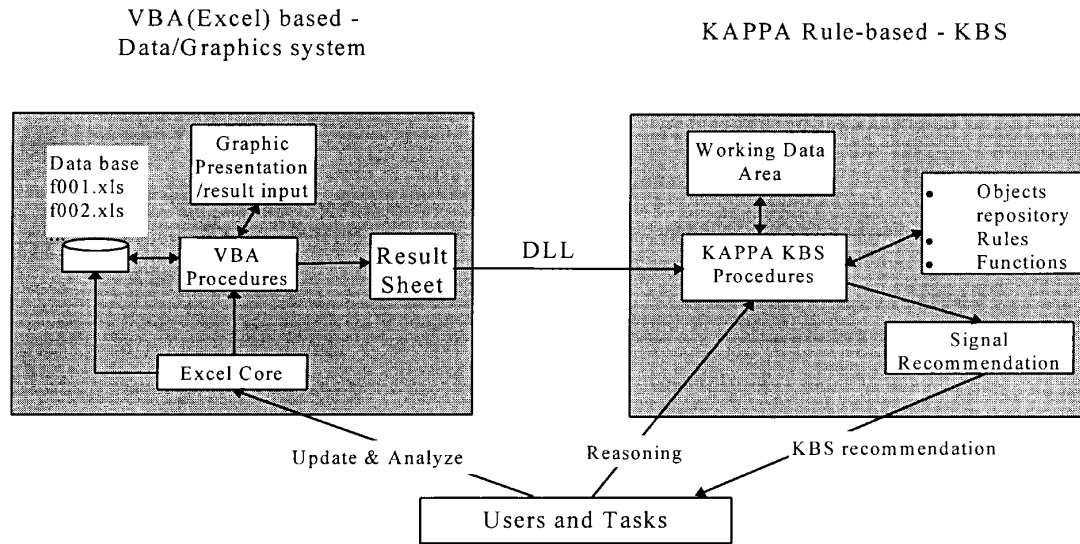 VBA(Excel) based -
Data/Graphics system
KAPPA Rule-based - KBS
Data base
f001.xls
f002.xls
...
Graphic
Presentation
/result input
VBA
Procedures
Result
Sheet
Excel Core
DLL
Working Data
Area
KAPPA KBS
Procedures
• Objects
repository
• Rules
• Functions
Signal
Recommendation
Update & Analyze
Reasoning
KBS recommendation
Users and Tasks